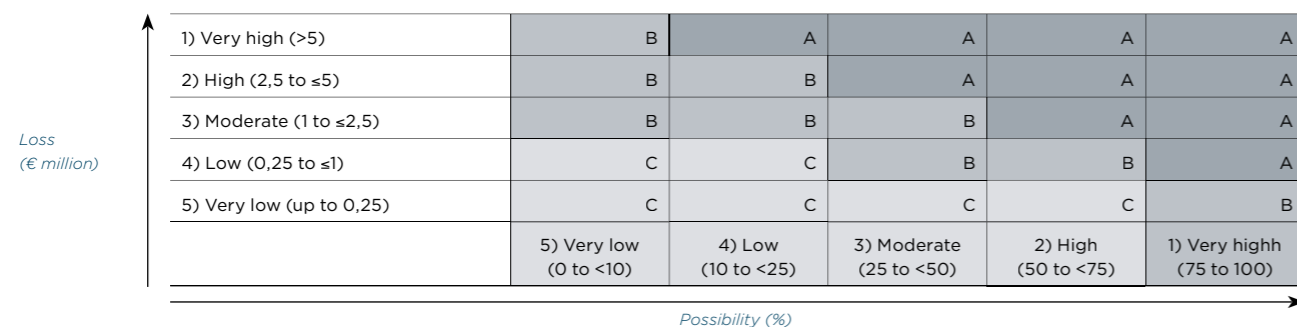 1) Very high (>5) B A A A A
2) High (2,5 to ≤5) B B A A A
3) Moderate (1 to ≤2,5) B B B A A
Loss
(€ million)
4) Low (0,25 to ≤1) C C B B A
5) Very low (up to 0,25) C C C C B
5) Very low 4) Low 3) Moderate 2) High 1) Very highh
(0 to <10) (10 to <25) (25 to <50) (50 to <75) (75 to 100)
Possibility (%)